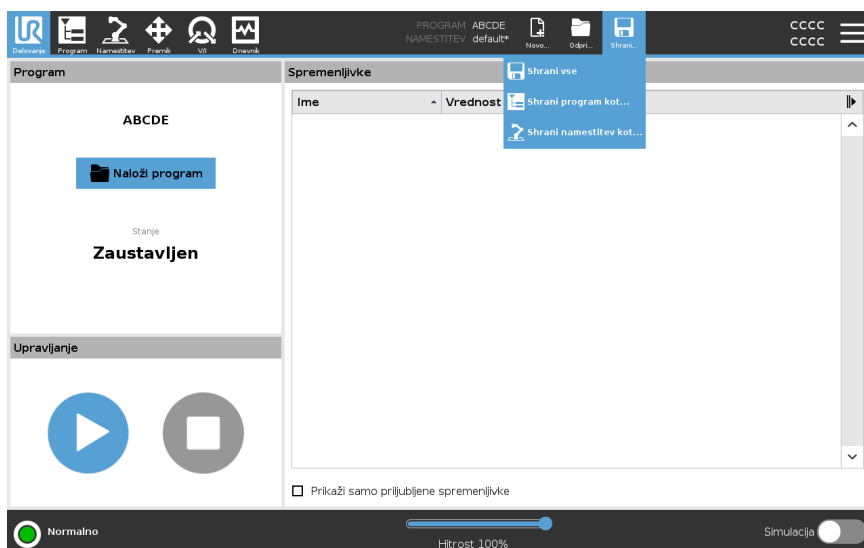 Delovanje
Program
Namestitev
Premik
V/I
Dnevnik
PROGRAM ABCDE
NAMESTITEV default*
Novo...
Odpri...
Shrani...
CCCC
CCCC
Program
Spremenljivke
Shrani vse
Shrani program kot...
Shrani namestitev kot...
Ime
Vrednost
ABCDE
Naloži program
Stanje
Zaustavljen
Upravljanje
Prikaži samo priljubljene spremenljivke
Normalno
Hitrost 100%
Simulacija